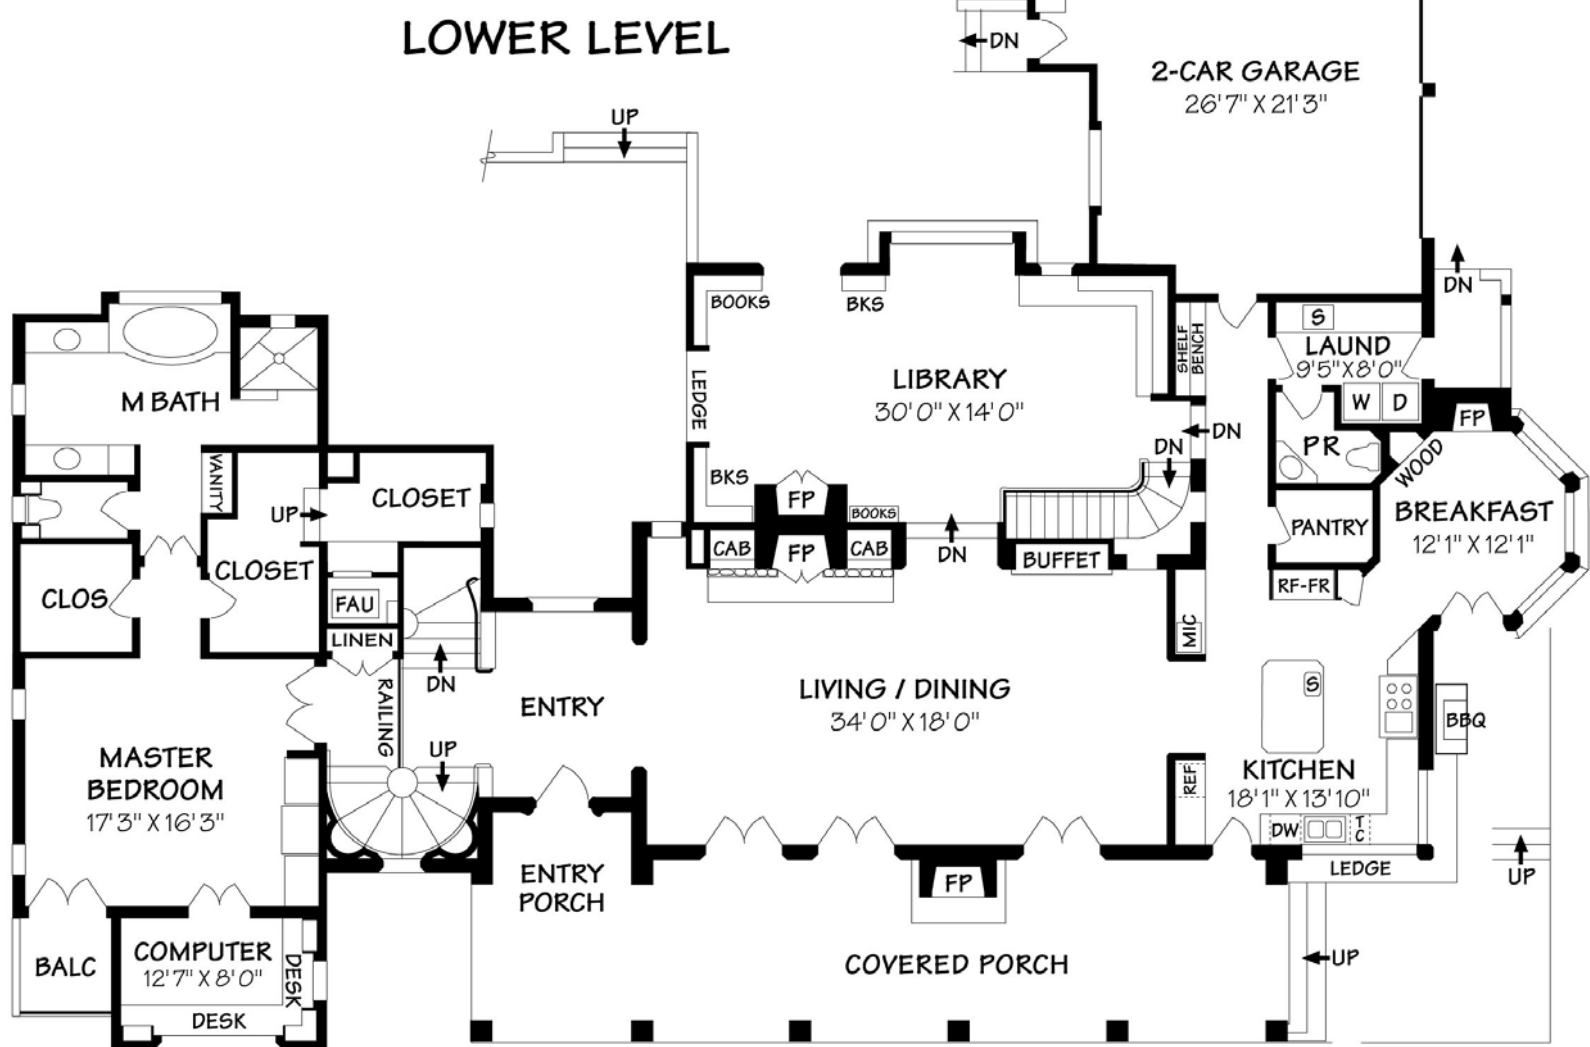 LOWER LEVEL
DN
2-CAR GARAGE
26'7" X 21'3"
UP
DN
BOOKS
BKS
S
LAUND
9'5"X8'0"
SHELF
BENCH
LEDGE
LIBRARY
30'0" X 14'0"
M BATH
W
D
FP
DN
DN
PR
WOOD
VANITY
CLOSET
BKS
FP
BOOKS
UP
PANTRY
BREAKFAST
12'1" X 12'1"
CAB
FP
CAB
DN
BUFFET
CLOSET
CLOS
FAU
RF-FR
LINEN
MIC
DN
RAILING
ENTRY
LIVING / DINING
34'0" X 18'0"
S
BBQ
UP
MASTER
BEDROOM
17'3" X 16'3"
REF
KITCHEN
18'1" X 13'10"
DW
T
C
LEDGE
UP
ENTRY
PORCH
FP
BALC
COMPUTER
12'7" X 8'0"
DESK
DESK
COVERED PORCH
UP